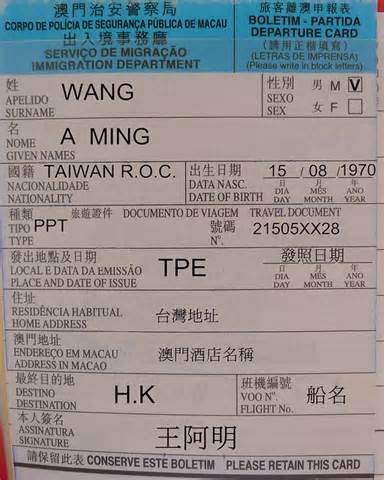 澳門治安警察局
CORPO DE POLÍCIA DE SEGURANÇA PÚBLICA DE MACAU
出入境事務廳
SERVIÇO DE MIGRAÇÃO
IMMIGRATION DEPARTMENT
旅客離澳申報表
BOLETIM - PARTIDA
DEPARTURE CARD
(請用正楷填寫)
(LETRAS DE IMPRENSA)
(Please write in block letters)
姓
APELIDO
SURNAME
WANG
性別
SEXO
SEX
男 M V
女 F
名
NOME
GIVEN NAMES
A MING
國籍
NACIONALIDADE
NATIONALITY
TAIWAN R.O.C.
出生日期
DATA NASC.
DATE OF BIRTH
15 / 08 / 1970
日 月 年
DIA MÊS ANO
DAY MONTH YEAR
種類
TIPO
TYPE
PPT
旅遊證件 DOCUMENTO DE VIAGEM TRAVEL DOCUMENT
號碼
N.º
21505XX28
發出地點及日期
LOCAL E DATA DA EMISSÃO
PLACE AND DATE OF ISSUE
TPE
發照日期
日 月 年
DIA MÊS ANO
DAY MONTH YEAR
住址
RESIDÊNCIA HABITUAL
HOME ADDRESS
台灣地址
澳門地址
ENDEREÇO EM MACAU
ADDRESS IN MACAO
澳門酒店名稱
最終目的地
DESTINO
DESTINATION
H.K
班機編號
VOO N.º
FLIGHT No.
船名
本人簽名
ASSINATURA
SIGNATURE
王阿明
請保留此表 CONSERVE ESTE BOLETIM PLEASE RETAIN THIS CARD